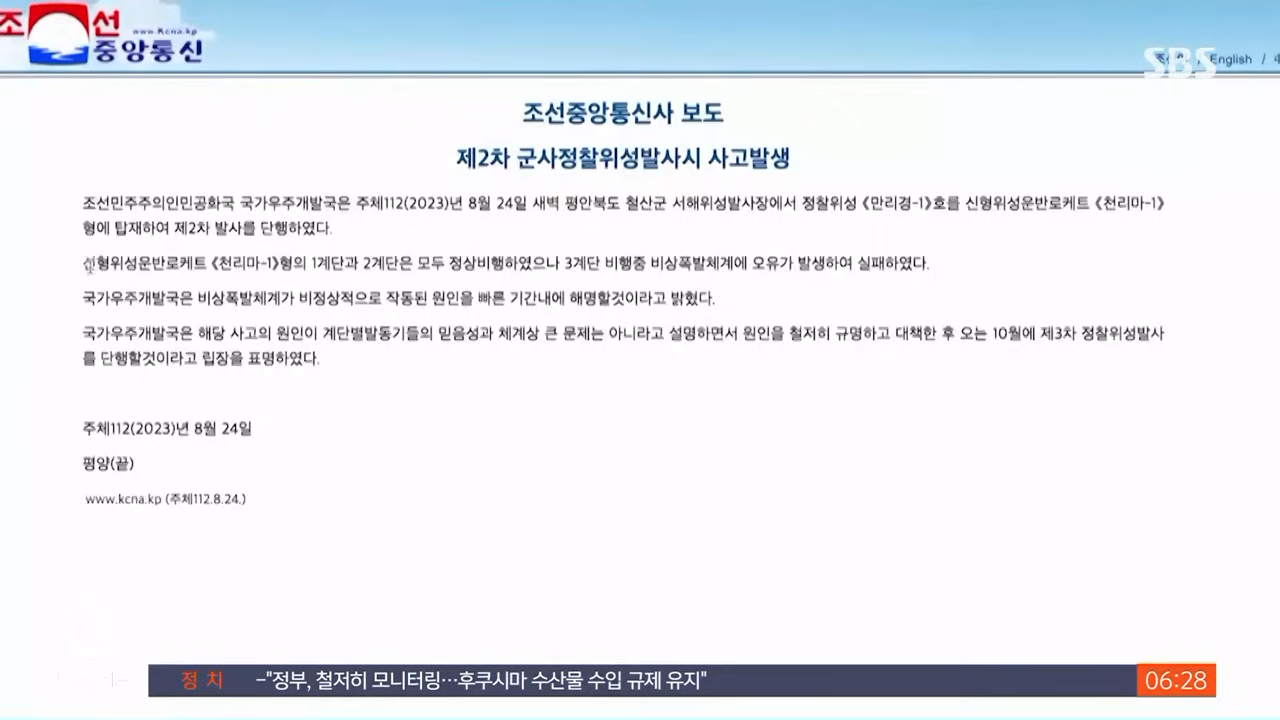 조선
www.kcna.kp
중앙통신
SBS
English /
조선중앙통신사 보도
제2차 군사정찰위성발사시 사고발생
조선민주주의인민공화국 국가우주개발국은 주체112(2023)년 8월 24일 새벽 평안북도 철산군 서해위성발사장에서 정찰위성 《만리경-1》호를 신형위성운반로케트 《천리마-1》
형에 탑재하여 제2차 발사를 단행하였다.
신형위성운반로케트 《천리마-1》형의 1계단과 2계단은 모두 정상비행하였으나 3계단 비행중 비상폭발체계에 오유가 발생하여 실패하였다.
국가우주개발국은 비상폭발체계가 비정상적으로 작동된 원인을 빠른 기간내에 해명할것이라고 밝혔다.
국가우주개발국은 해당 사고의 원인이 계단별발동기들의 믿음성과 체계상 큰 문제는 아니라고 설명하면서 원인을 철저히 규명하고 대책한 후 오는 10월에 제3차 정찰위성발사
를 단행할것이라고 립장을 표명하였다.
주체112(2023)년 8월 24일
평양(끝)
www.kcna.kp (주체112.8.24.)
정 치 -"정부, 철저히 모니터링…후쿠시마 수산물 수입 규제 유지" 06:28